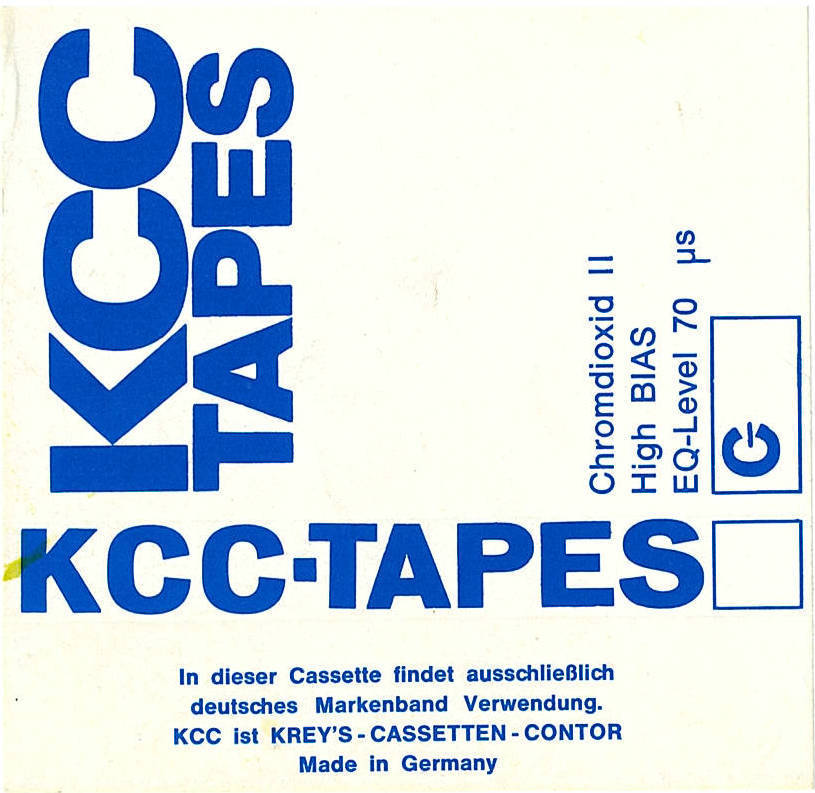 KCC
TAPES
Chromdioxid II
High BIAS
EQ-Level 70 µs
C-
KCC-TAPES
In dieser Cassette findet ausschließlich
deutsches Markenband Verwendung.
KCC ist KREY'S - CASSETTEN - CONTOR
Made in Germany